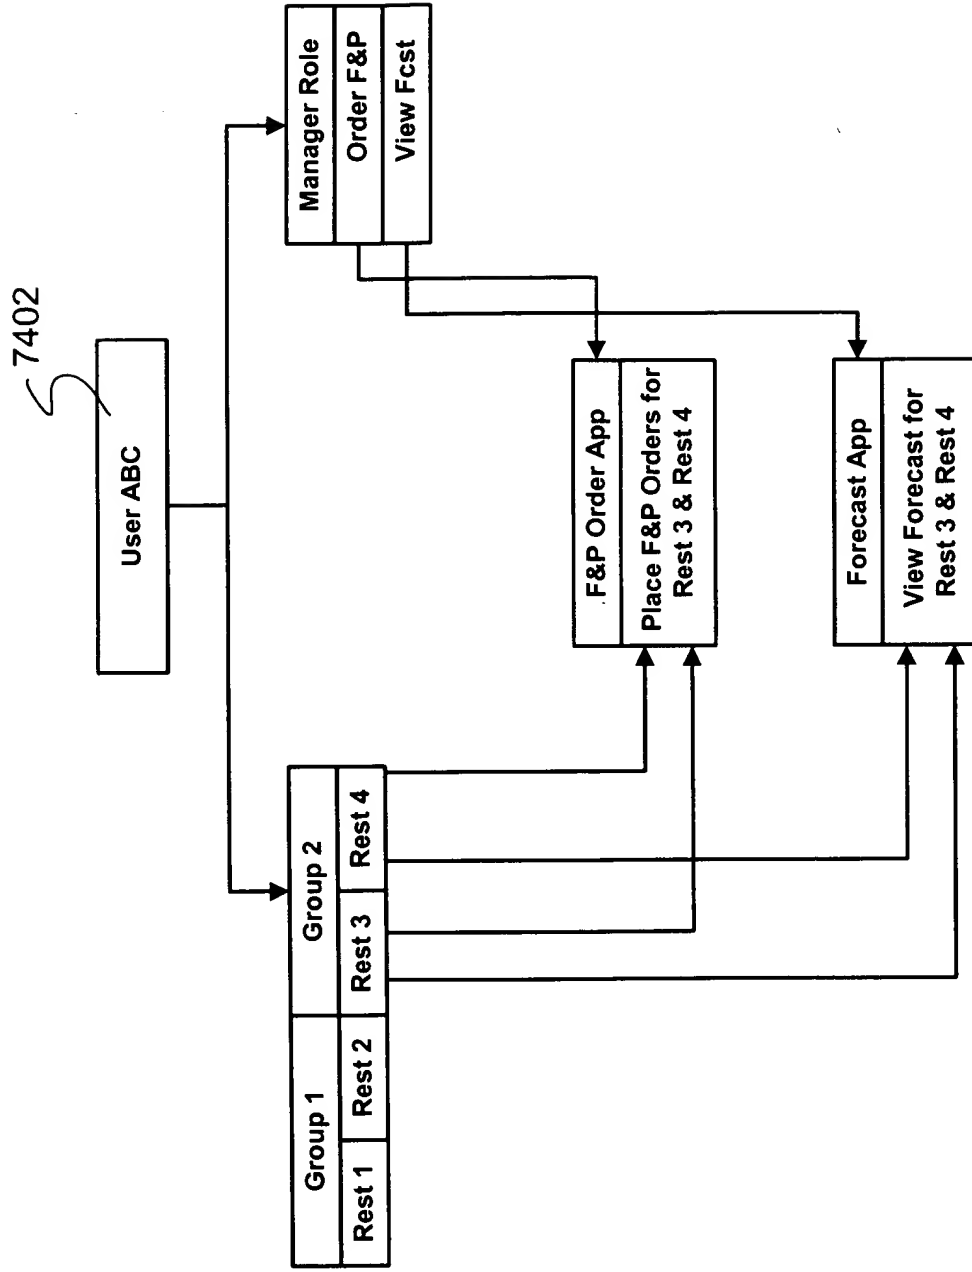 7402
User ABC
Group 1
Group 2
Rest 1
Rest 2
Rest 3
Rest 4
Manager Role
Order F&P
View Fcst
F&P Order App
Place F&P Orders for
Rest 3 & Rest 4
Forecast App
View Forecast for
Rest 3 & Rest 4